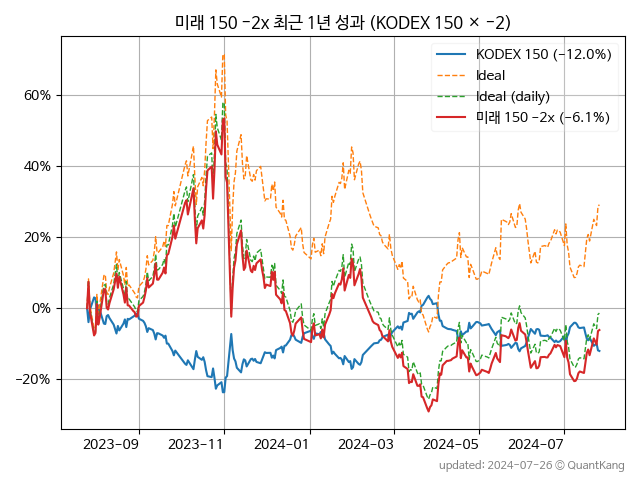 미래 150 −2x 최근 1년 성과 (KODEX 150 × −2)
KODEX 150 (−12.0%)
Ideal
Ideal (daily)
미래 150 −2x (−6.1%)
60%
40%
20%
0%
−20%
2023−09 2023−11 2024−01 2024−03 2024−05 2024−07
updated: 2024−07−26 © QuantKang